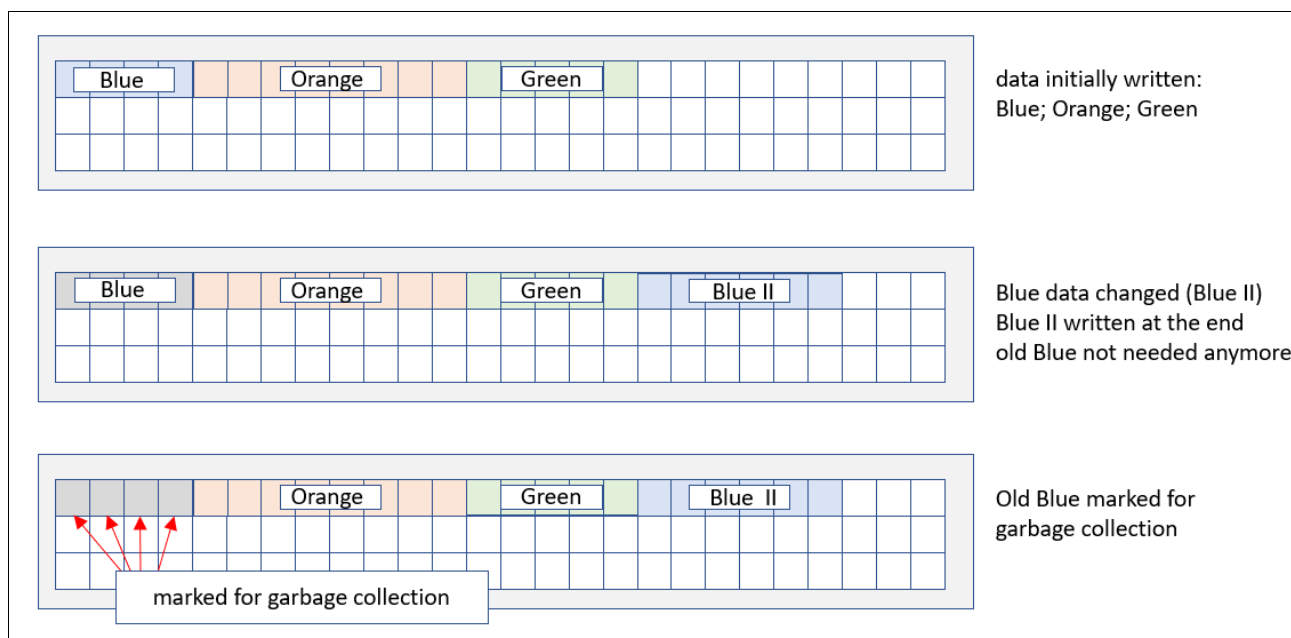 Blue
Orange
Green
data initially written:
Blue; Orange; Green
Blue
Orange
Green
Blue II
Blue data changed (Blue II)
Blue II written at the end
old Blue not needed anymore
Orange
Green
Blue II
Old Blue marked for
garbage collection
marked for garbage collection